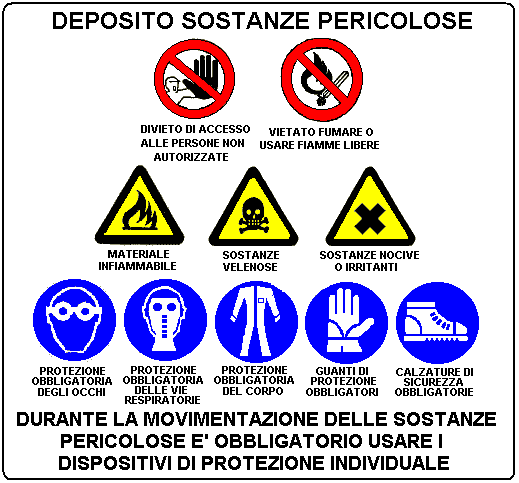 DEPOSITO SOSTANZE PERICOLOSE
DIVIETO DI ACCESSO
ALLE PERSONE NON
AUTORIZZATE
VIETATO FUMARE O
USARE FIAMME LIBERE
MATERIALE
INFIAMMABILE
SOSTANZE
VELENOSE
SOSTANZE NOCIVE
O IRRITANTI
PROTEZIONE
OBBLIGATORIA
DEGLI OCCHI
PROTEZIONE
OBBLIGATORIA
DELLE VIE
RESPIRATORIE
PROTEZIONE
OBBLIGATORIA
DEL CORPO
GUANTI DI
PROTEZIONE
OBBLIGATORI
CALZATURE DI
SICUREZZA
OBBLIGATORIE
DURANTE LA MOVIMENTAZIONE DELLE SOSTANZE
PERICOLOSE E' OBBLIGATORIO USARE I
DISPOSITIVI DI PROTEZIONE INDIVIDUALE